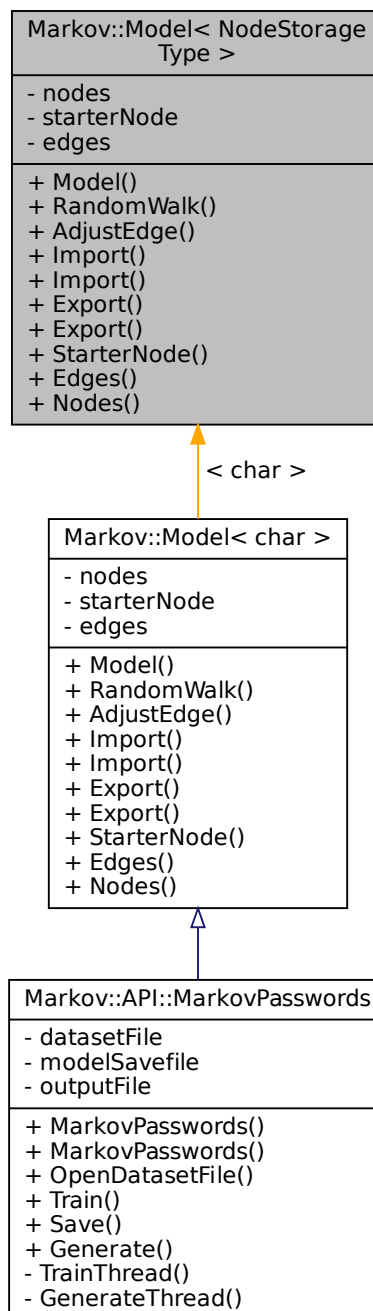 Markov::Model< NodeStorage
Type >
- nodes
- starterNode
- edges
+ Model()
+ RandomWalk()
+ AdjustEdge()
+ Import()
+ Import()
+ Export()
+ Export()
+ StarterNode()
+ Edges()
+ Nodes()
< char >
Markov::Model< char >
- nodes
- starterNode
- edges
+ Model()
+ RandomWalk()
+ AdjustEdge()
+ Import()
+ Import()
+ Export()
+ Export()
+ StarterNode()
+ Edges()
+ Nodes()
Markov::API::MarkovPasswords
- datasetFile
- modelSavefile
- outputFile
+ MarkovPasswords()
+ MarkovPasswords()
+ OpenDatasetFile()
+ Train()
+ Save()
+ Generate()
- TrainThread()
- GenerateThread()